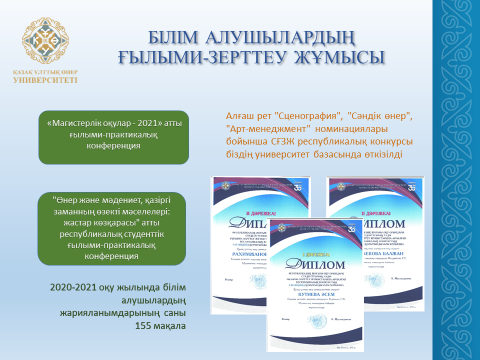 БІЛІМ АЛУШЫЛАРДЫҢ
ҒЫЛЫМИ-ЗЕРТТЕУ ЖҰМЫСЫ
ҚАЗАҚ ҰЛТТЫҚ ӨНЕР
УНИВЕРСИТЕТІ
«Магистерлік оқулар - 2021» атты
ғылыми-практикалық
конференция
Алғаш рет "Сценография", "Сәндік өнер",
"Арт-менеджмент" номинациялары
бойынша СҒЗЖ республикалық конкурсы
біздің университет базасында өткізілді
"Өнер және мәдениет, қазіргі
заманның өзекті мәселелері:
жастар көзқарасы" атты
республикалық студенттік
ғылыми-практикалық
конференция
2020-2021 оқу жылында білім
алушылардың
жарияланымдарының саны
155 мақала
ДИПЛОМ
ДИПЛОМ
ДИПЛОМ